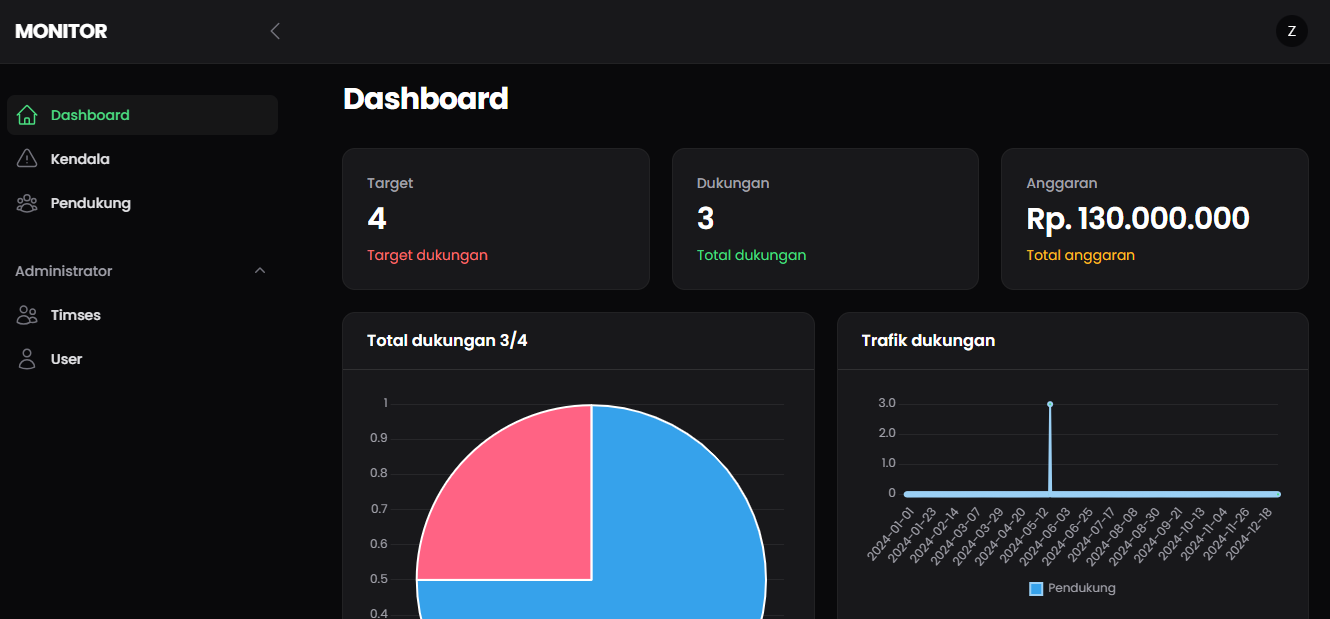 MONITOR
Z
Dashboard
Kendala
Pendukung
Administrator
Timses
User
Dashboard
Target
4
Target dukungan
Dukungan
3
Total dukungan
Anggaran
Rp. 130.000.000
Total anggaran
Total dukungan 3/4
1
0.9
0.8
0.7
0.6
0.5
0.4
Trafik dukungan
3.0
2.0
1.0
0
2024-01-01
2024-01-23
2024-02-14
2024-03-07
2024-03-29
2024-04-20
2024-05-12
2024-06-03
2024-06-25
2024-07-17
2024-08-08
2024-08-30
2024-09-21
2024-10-13
2024-11-04
2024-11-26
2024-12-18
Pendukung